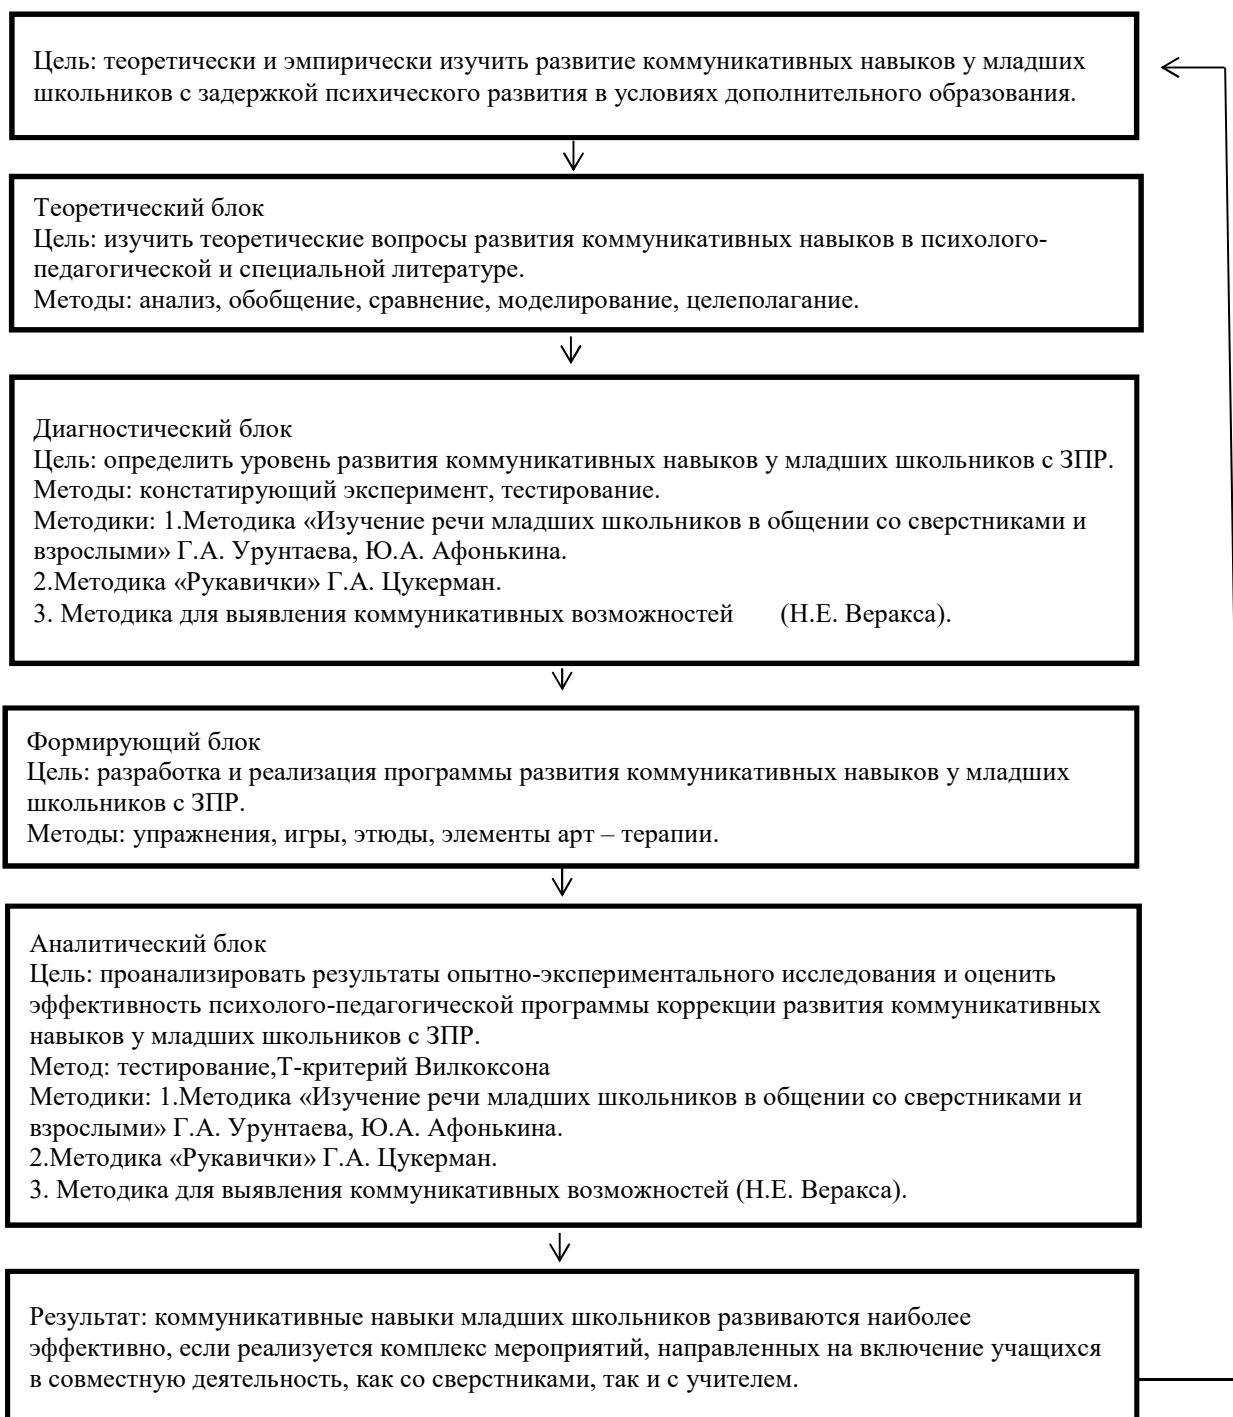 Цель: теоретически и эмпирически изучить развитие коммуникативных навыков у младших
школьников с задержкой психического развития в условиях дополнительного образования.
Теоретический блок
Цель: изучить теоретические вопросы развития коммуникативных навыков в психолого-
педагогической и специальной литературе.
Методы: анализ, обобщение, сравнение, моделирование, целеполагание.
Диагностический блок
Цель: определить уровень развития коммуникативных навыков у младших школьников с ЗПР.
Методы: констатирующий эксперимент, тестирование.
Методики: 1.Методика «Изучение речи младших школьников в общении со сверстниками и
взрослыми» Г.А. Урунтаева, Ю.А. Афонькина.
2.Методика «Рукавички» Г.А. Цукерман.
3. Методика для выявления коммуникативных возможностей (Н.Е. Веракса).
Формирующий блок
Цель: разработка и реализация программы развития коммуникативных навыков у младших
школьников с ЗПР.
Методы: упражнения, игры, этюды, элементы арт – терапии.
Аналитический блок
Цель: проанализировать результаты опытно-экспериментального исследования и оценить
эффективность психолого-педагогической программы коррекции развития коммуникативных
навыков у младших школьников с ЗПР.
Метод: тестирование,Т-критерий Вилкоксона
Методики: 1.Методика «Изучение речи младших школьников в общении со сверстниками и
взрослыми» Г.А. Урунтаева, Ю.А. Афонькина.
2.Методика «Рукавички» Г.А. Цукерман.
3. Методика для выявления коммуникативных возможностей (Н.Е. Веракса).
Результат: коммуникативные навыки младших школьников развиваются наиболее
эффективно, если реализуется комплекс мероприятий, направленных на включение учащихся
в совместную деятельность, как со сверстниками, так и с учителем.